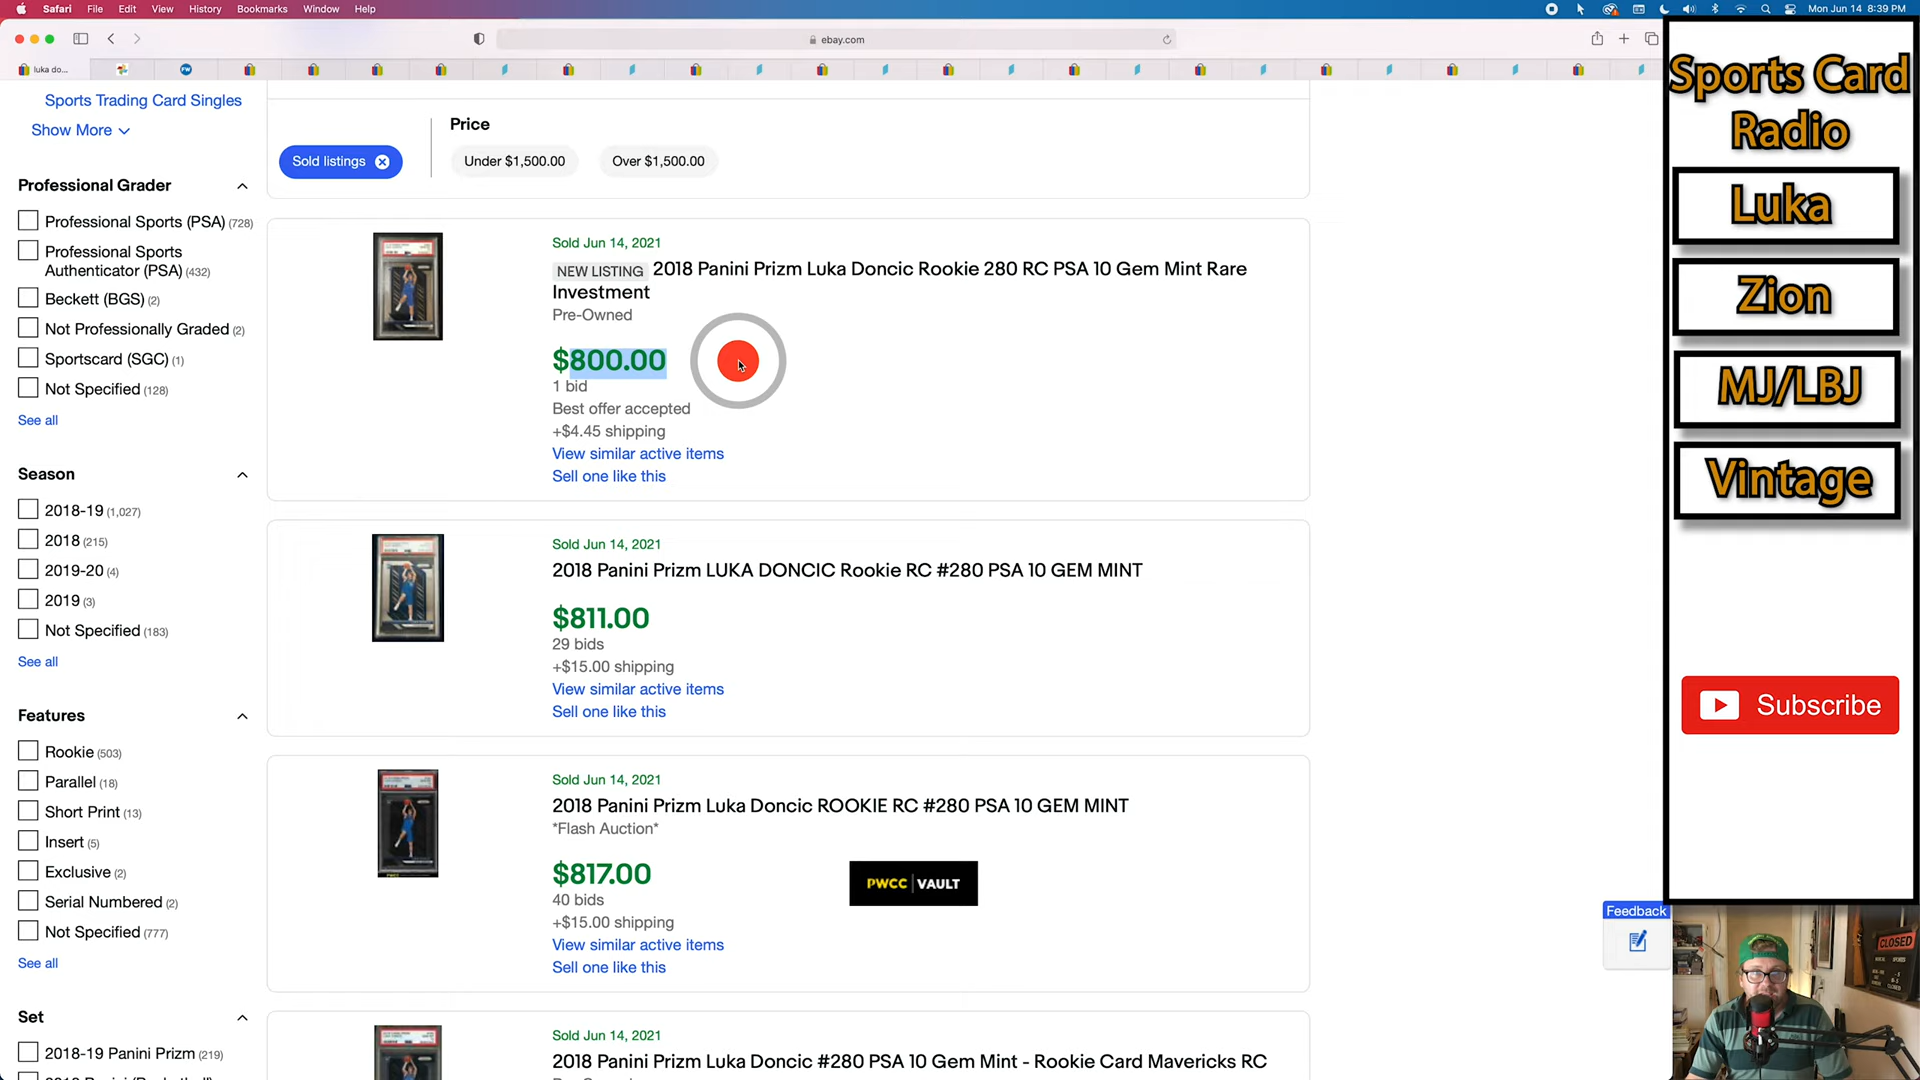 Safari File Edit View History Bookmarks Window Help
Mon Jun 14 8:39 PM
ebay.com
luka do...
FW
Sports Trading Card Singles
Show More
Professional Grader
Professional Sports (PSA) (728)
Professional Sports
Authenticator (PSA) (432)
Beckett (BGS) (2)
Not Professionally Graded (2)
Sportscard (SGC) (1)
Not Specified (128)
See all
Season
2018-19 (1,027)
2018 (215)
2019-20 (4)
2019 (3)
Not Specified (183)
See all
Features
Rookie (503)
Parallel (18)
Short Print (13)
Insert (5)
Exclusive (2)
Serial Numbered (2)
Not Specified (777)
See all
Set
2018-19 Panini Prizm (219)
Price
Sold listings
Under $1,500.00
Over $1,500.00
Sold Jun 14, 2021
NEW LISTING 2018 Panini Prizm Luka Doncic Rookie 280 RC PSA 10 Gem Mint Rare
Investment
Pre-Owned
$800.00
1 bid
Best offer accepted
+$4.45 shipping
View similar active items
Sell one like this
Sold Jun 14, 2021
2018 Panini Prizm LUKA DONCIC Rookie RC #280 PSA 10 GEM MINT
$811.00
29 bids
+$15.00 shipping
View similar active items
Sell one like this
Sold Jun 14, 2021
2018 Panini Prizm Luka Doncic ROOKIE RC #280 PSA 10 GEM MINT
*Flash Auction*
$817.00
40 bids
+$15.00 shipping
View similar active items
Sell one like this
PWCC | VAULT
Sold Jun 14, 2021
2018 Panini Prizm Luka Doncic #280 PSA 10 Gem Mint - Rookie Card Mavericks RC
Sports Card
Radio
Luka
Zion
MJ/LBJ
Vintage
Subscribe
Feedback
CLOSED